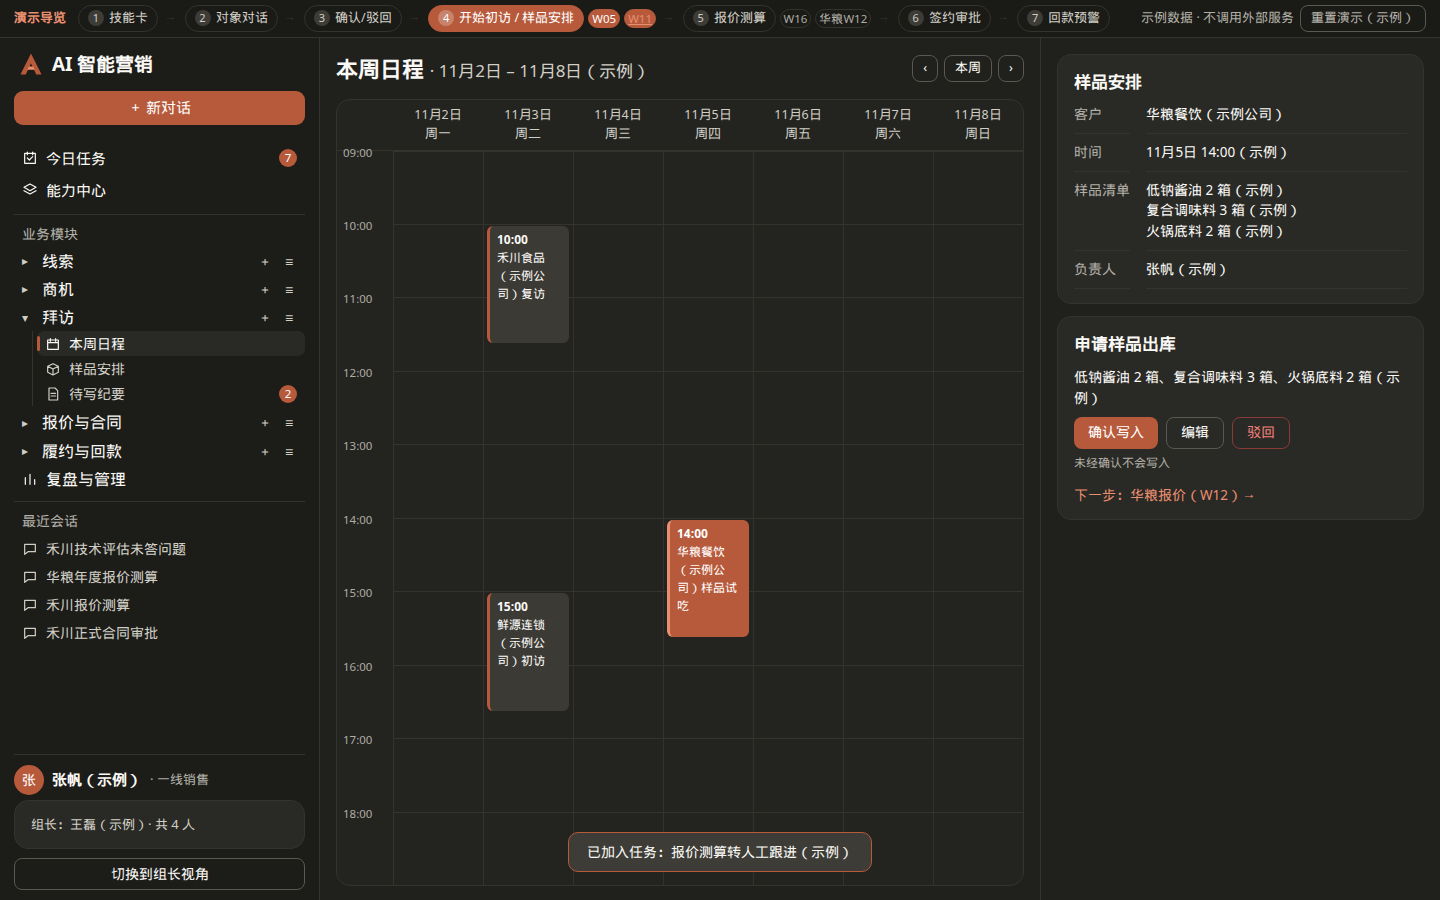 演示导览
1 技能卡
2 对象对话
3 确认/驳回
4 开始初访 / 样品安排
W05
W11
5 报价测算
W16
华粮W12
6 签约审批
7 回款预警
示例数据 · 不调用外部服务
重置演示（示例）
AI 智能营销
+ 新对话
今日任务
7
能力中心
业务模块
线索
商机
拜访
本周日程
样品安排
待写纪要
2
报价与合同
履约与回款
复盘与管理
最近会话
禾川技术评估未答问题
华粮年度报价测算
禾川报价测算
禾川正式合同审批
张
张帆（示例）
· 一线销售
组长：王磊（示例）· 共 4 人
切换到组长视角
本周日程 · 11月2日 – 11月8日（示例）
‹
本周
›
11月2日
周一
11月3日
周二
11月4日
周三
11月5日
周四
11月6日
周五
11月7日
周六
11月8日
周日
09:00
10:00
11:00
12:00
13:00
14:00
15:00
16:00
17:00
18:00
10:00
禾川食品
（示例公
司）复访
15:00
鲜源连锁
（示例公
司）初访
14:00
华粮餐饮
（示例公
司）样品试
吃
已加入任务：报价测算转人工跟进（示例）
样品安排
客户
华粮餐饮（示例公司）
时间
11月5日 14:00（示例）
样品清单
低钠酱油 2 箱（示例）
复合调味料 3 箱（示例）
火锅底料 2 箱（示例）
负责人
张帆（示例）
申请样品出库
低钠酱油 2 箱、复合调味料 3 箱、火锅底料 2 箱（示
例）
确认写入
编辑
驳回
未经确认不会写入
下一步：华粮报价（W12）→